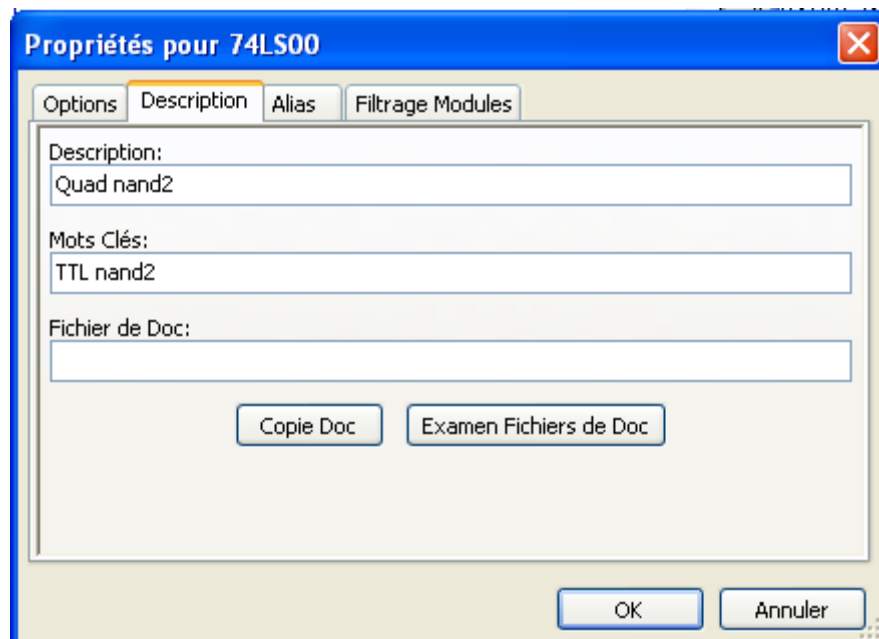 Propriétés pour 74LS00
Options Description Alias Filtrage Modules
Description:
Quad nand2
Mots Clés:
TTL nand2
Fichier de Doc:
Copie Doc Examen Fichiers de Doc
OK Annuler